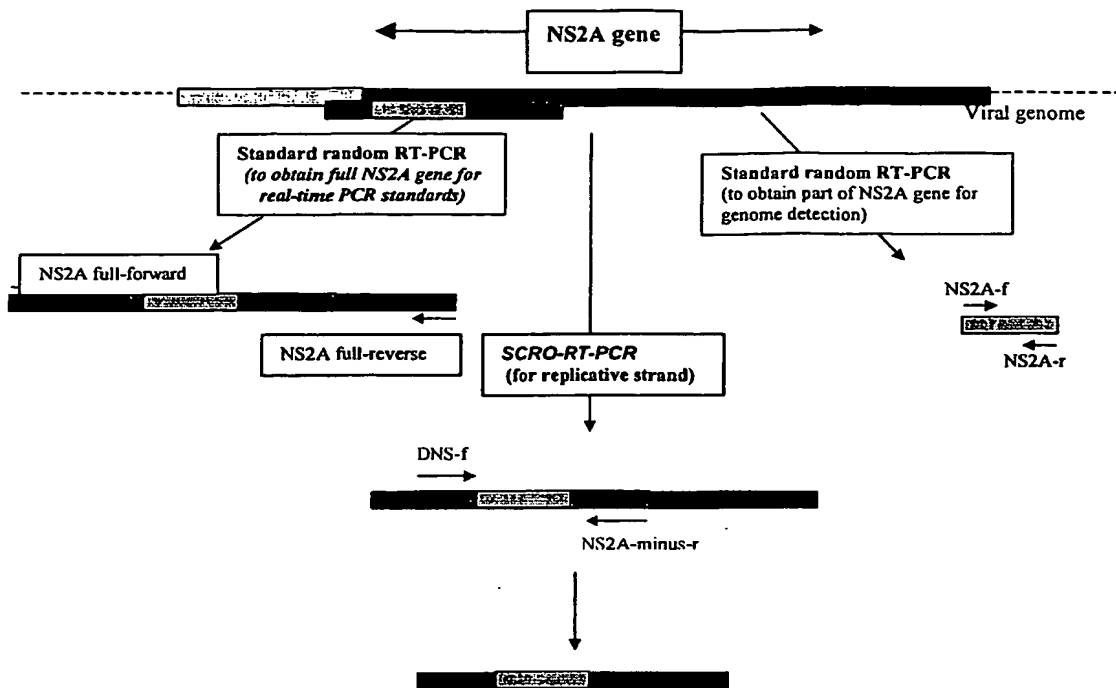 NS2A gene
Viral genome
Standard random RT-PCR
(to obtain full NS2A gene for
real-time PCR standards)
Standard random RT-PCR
(to obtain part of NS2A gene for
genome detection)
NS2A full-forward
NS2A-f
NS2A full-reverse
SCRO-RT-PCR
(for replicative strand)
NS2A-r
DNS-f
NS2A-minus-r